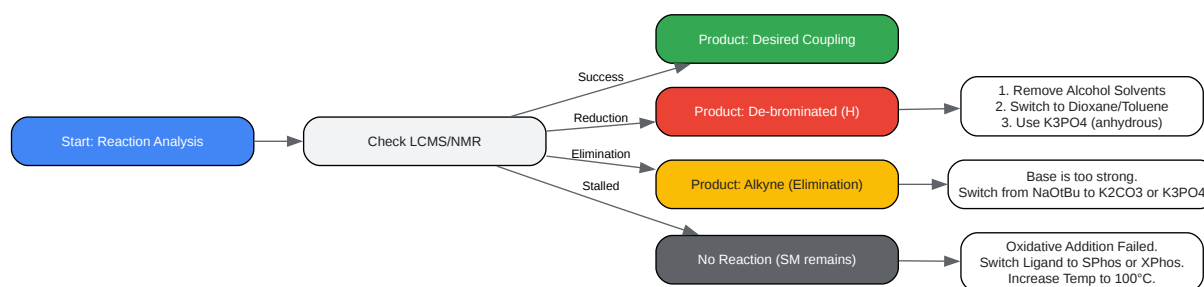 Start: Reaction Analysis
Check LCMS/NMR
Success
Reduction
Elimination
Stalled
Product: Desired Coupling
Product: De-brominated (H)
Product: Alkyne (Elimination)
No Reaction (SM remains)
1. Remove Alcohol Solvents
2. Switch to Dioxane/Toluene
3. Use K3PO4 (anhydrous)
Base is too strong.
Switch from NaOtBu to K2CO3 or K3PO4
Oxidative Addition Failed.
Switch Ligand to SPhos or XPhos.
Increase Temp to 100°C.